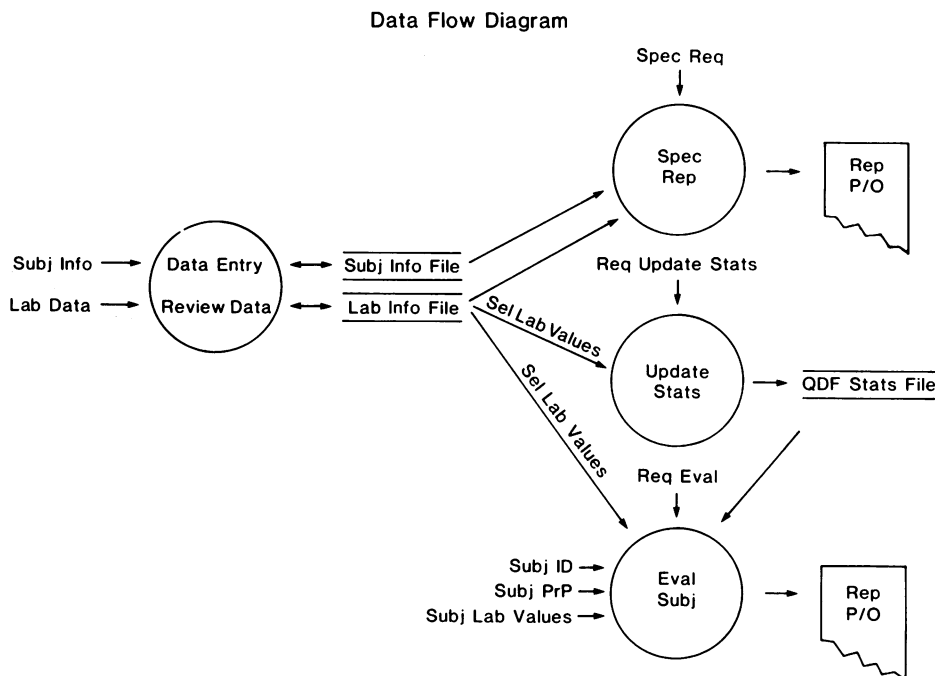 Data Flow Diagram
Spec Req
Spec
Rep
Rep
P/O
Subj Info
Data Entry
Subj Info File
Req Update Stats
Lab Data
Review Data
Lab Info File
Sel Lab Values
Update
Stats
QDF Stats File
Sel Lab Values
Req Eval
Subj ID
Subj PrP
Subj Lab Values
Eval
Subj
Rep
P/O